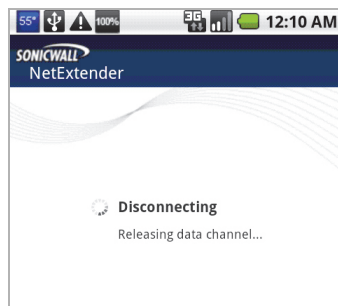 55° 100% 3G 12:10 AM
SONICWALL
NetExtender
Disconnecting
Releasing data channel...